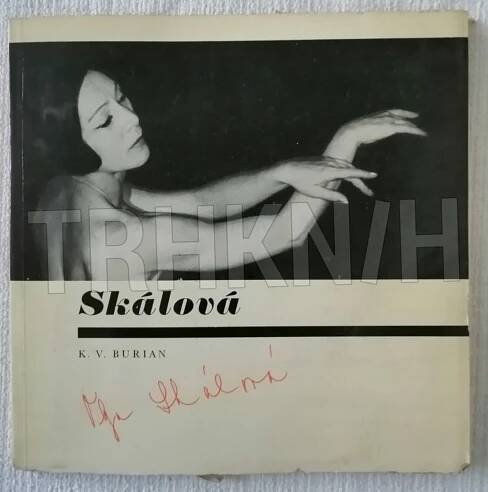 TRHKNIH
Skálová
K. V. BURIAN
Olga Skálová